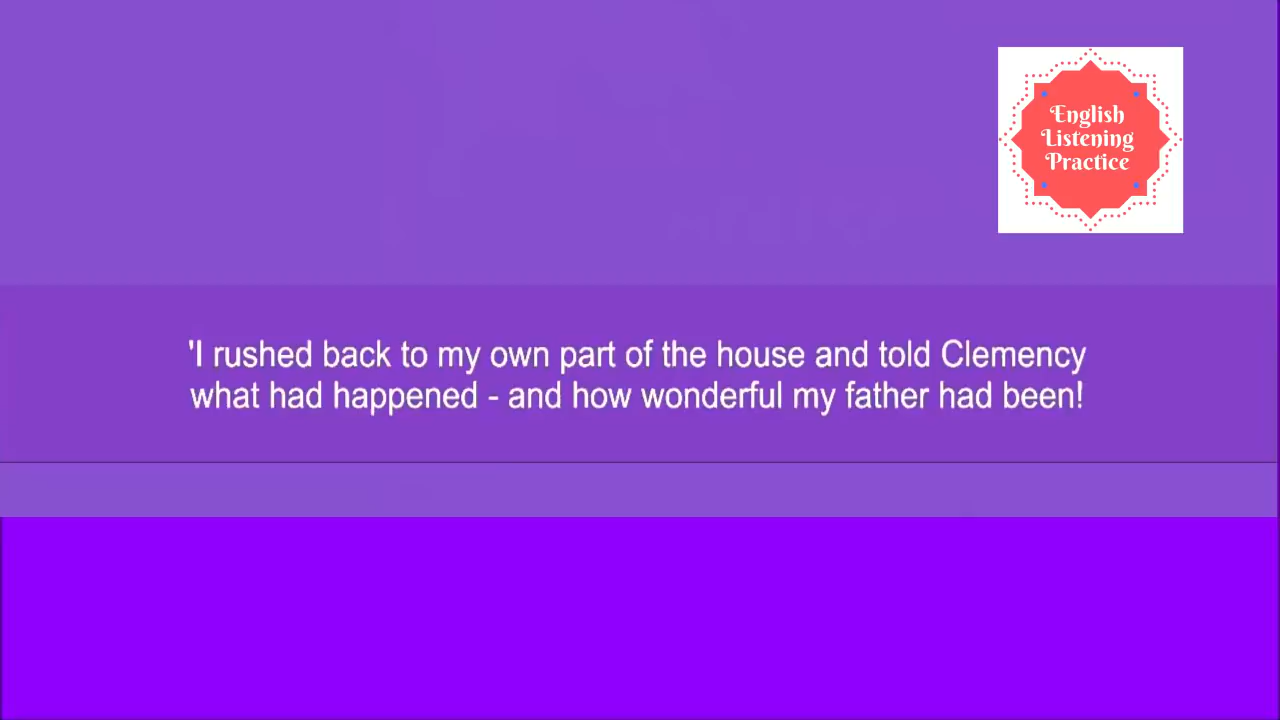 English
Listening
Practice
'I rushed back to my own part of the house and told Clemency
what had happened - and how wonderful my father had been!